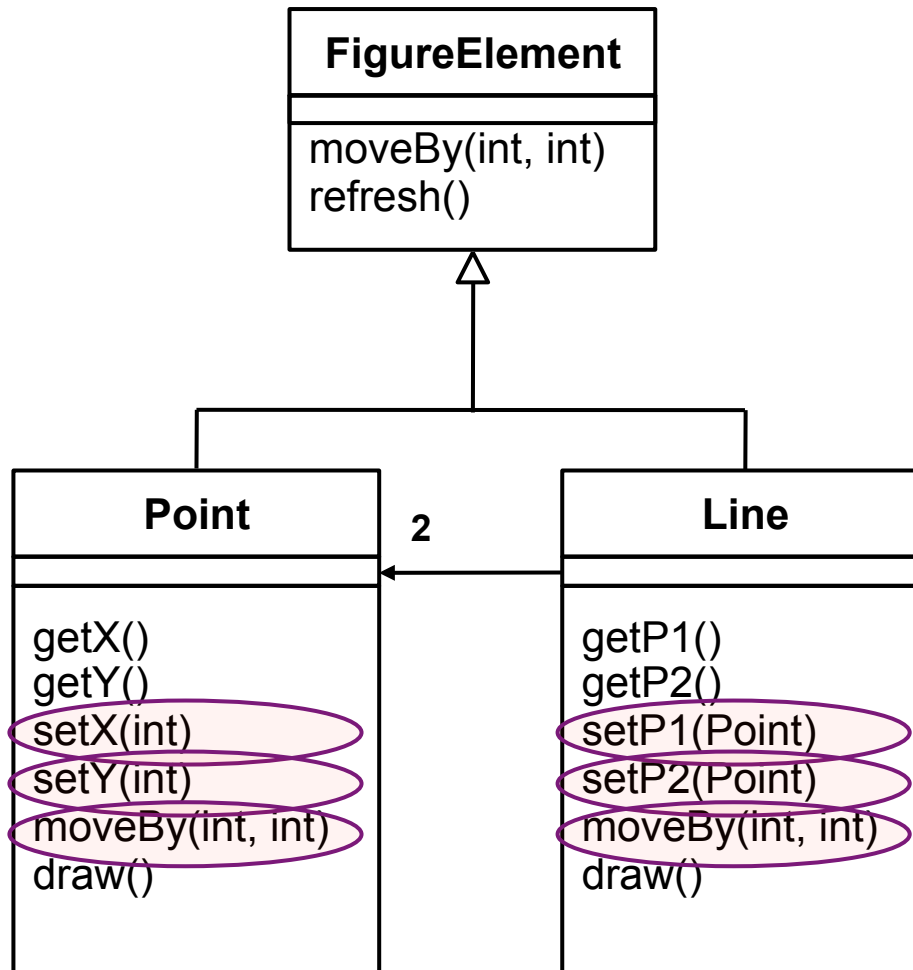 FigureElement
moveBy(int, int)
refresh()
Point
2
Line
getX()
getY()
setX(int)
setY(int)
moveBy(int, int)
draw()
getP1()
getP2()
setP1(Point)
setP2(Point)
moveBy(int, int)
draw()